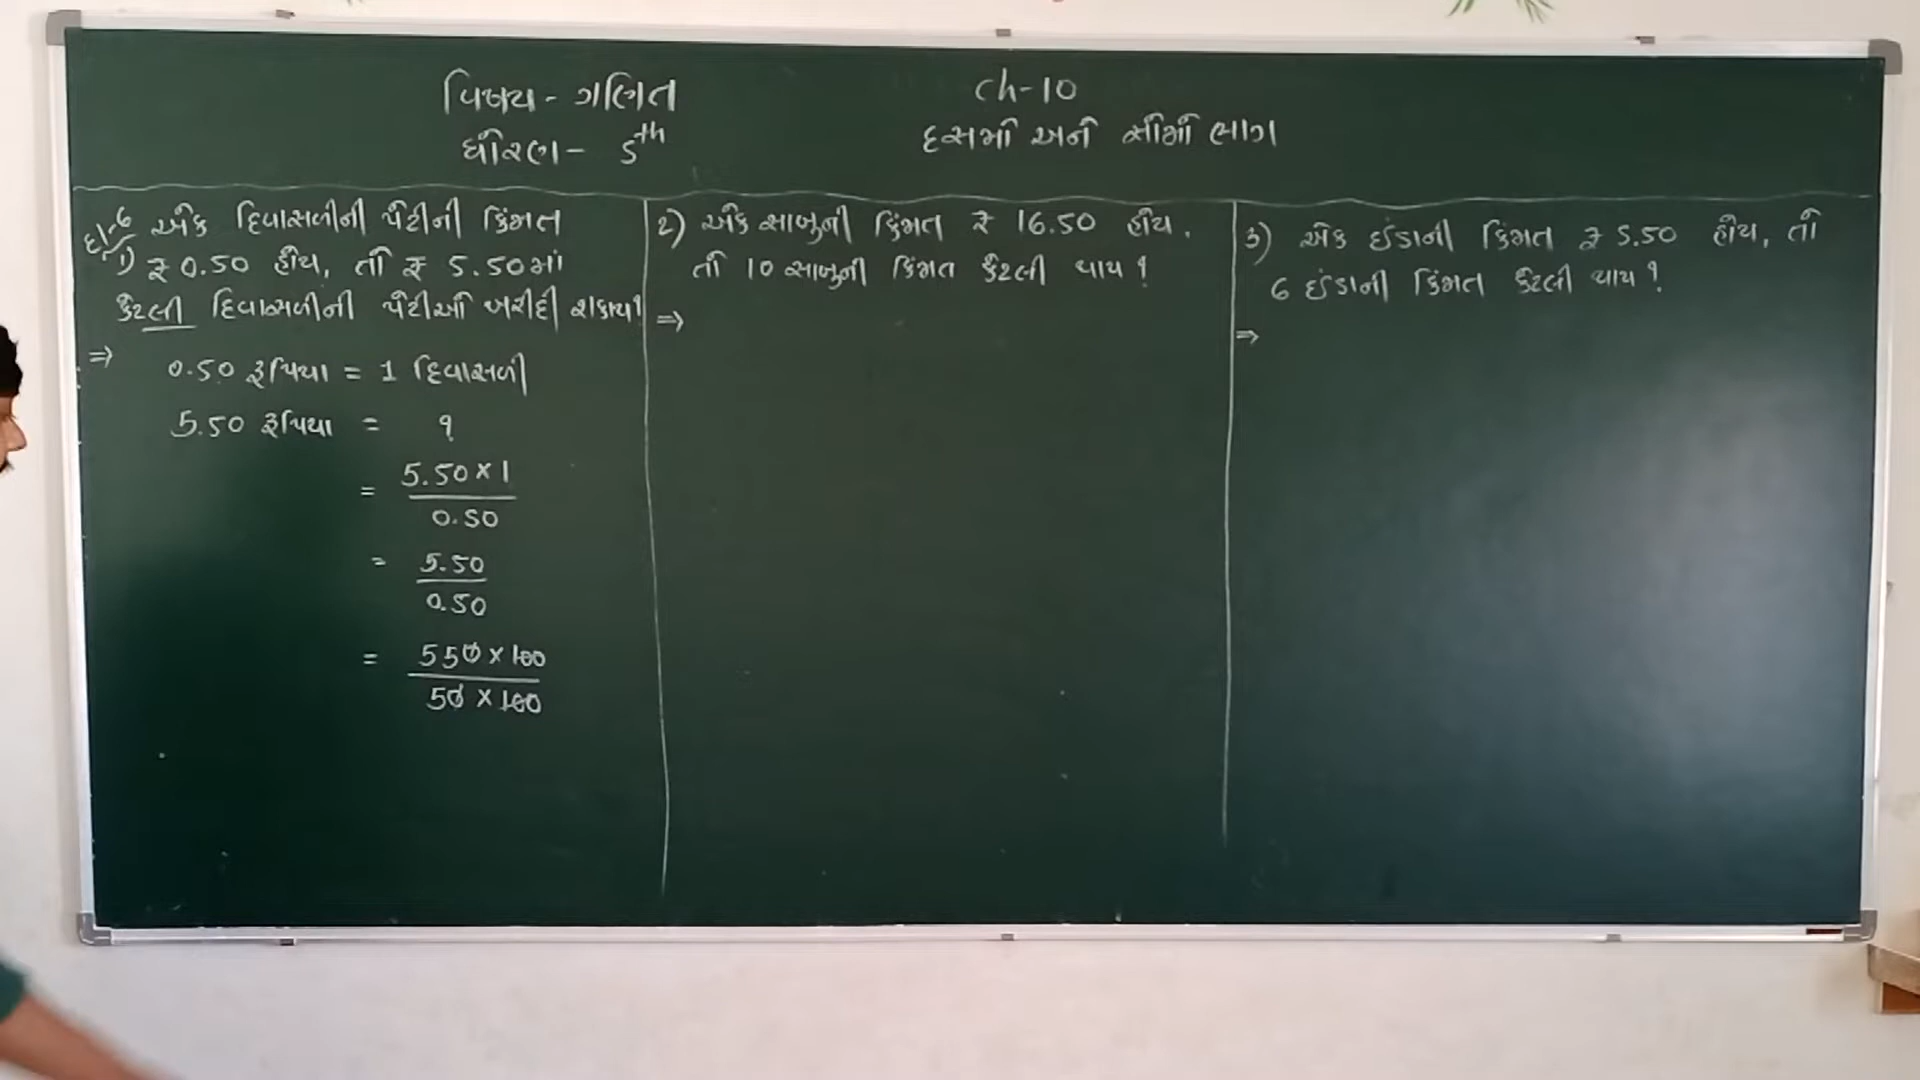 વિષય - ગણિત
ધોરણ - 5th
Ch-10
દસમાં અને સોમાં ભાગ
દા-6 એક દિવાસળીની પેટીની કિંમત
1) ₹ 0.50 હોય, તો ₹ 5.50માં
કેટલી દિવાસળીની પેટીઓ ખરીદી શકાય?
⇒ 0.50 રૂપિયા = 1 દિવાસળી
5.50 રૂપિયા = ?
= 5.50 × 1
0.50
= 5.50
0.50
= 550 × 100
50 × 100
2) એક સાબુની કિંમત ₹ 16.50 હોય.
તો 10 સાબુની કિંમત કેટલી થાય?
⇒
3) એક ઈંડાની કિંમત ₹ 5.50 હોય, તો
6 ઈંડાની કિંમત કેટલી થાય?
⇒